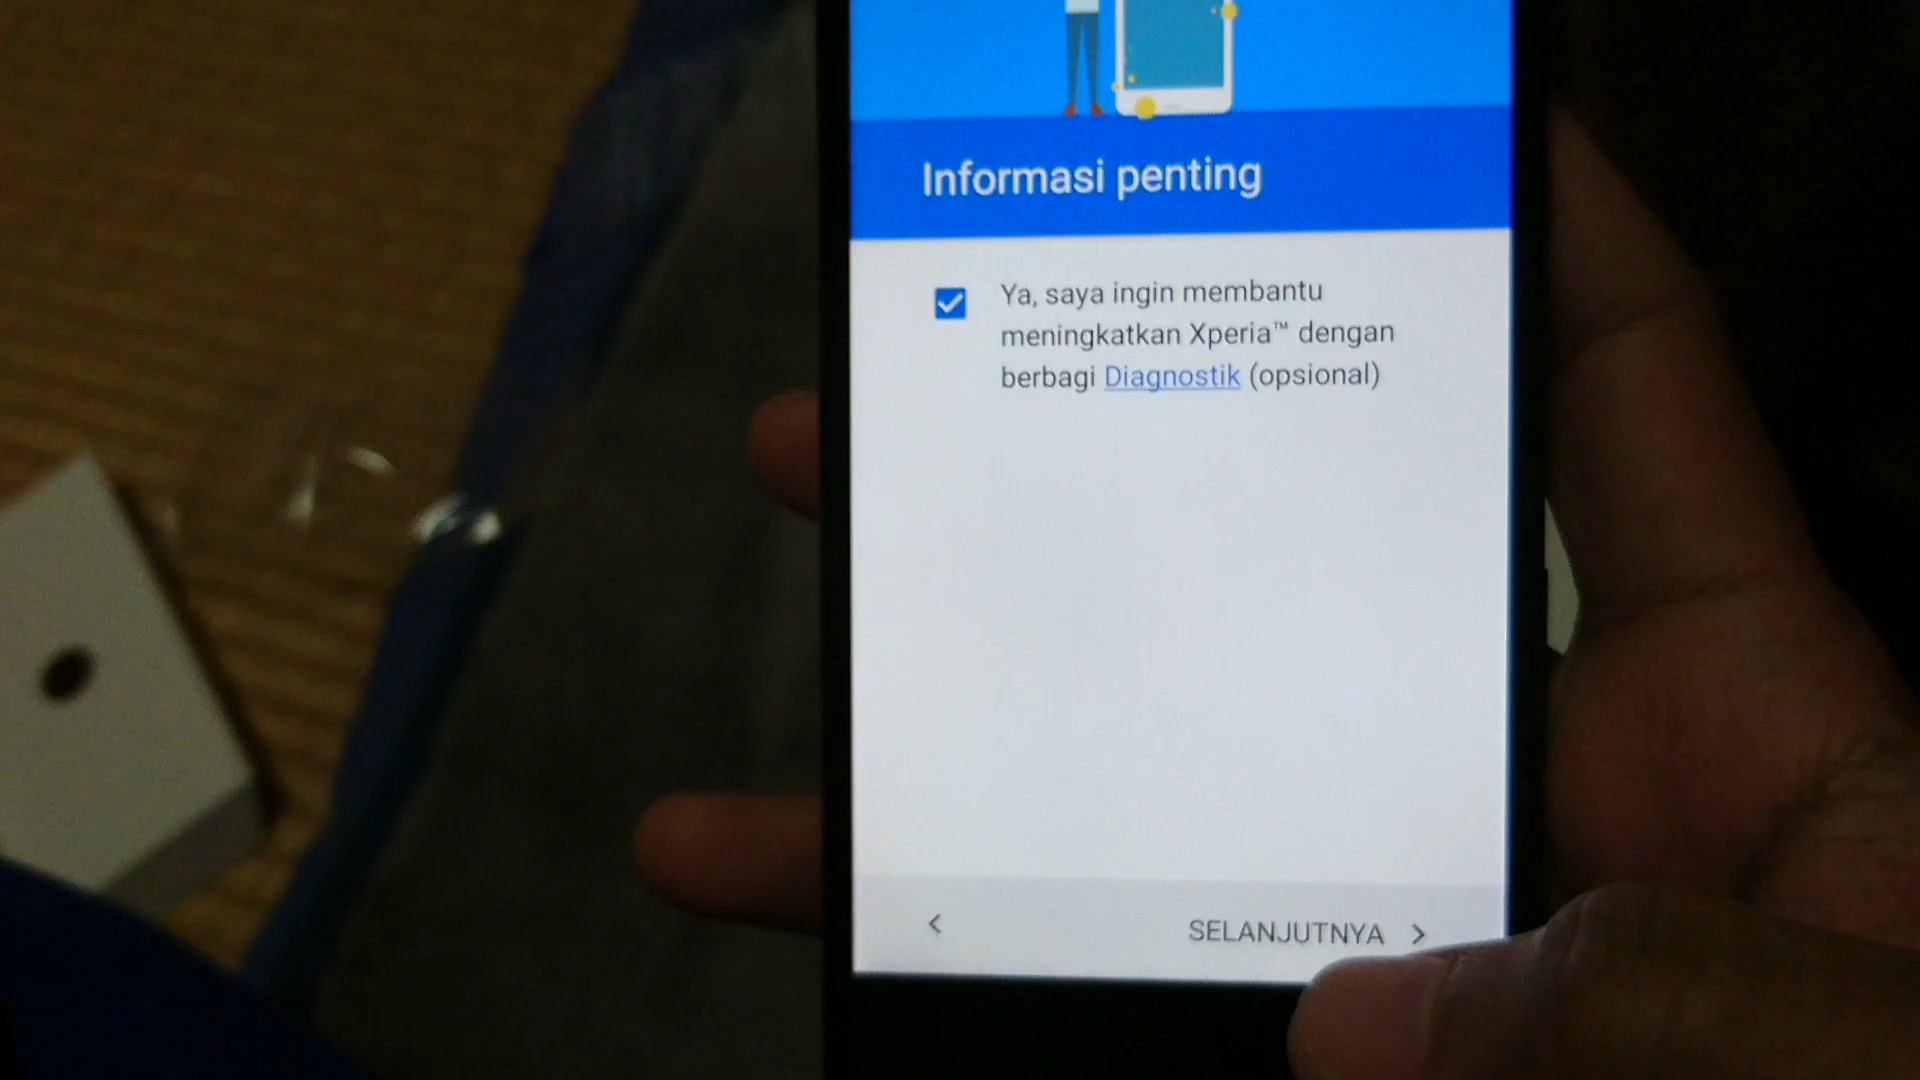 Informasi penting
Ya, saya ingin membantu
meningkatkan Xperia™ dengan
berbagi Diagnostik (opsional)
SELANJUTNYA